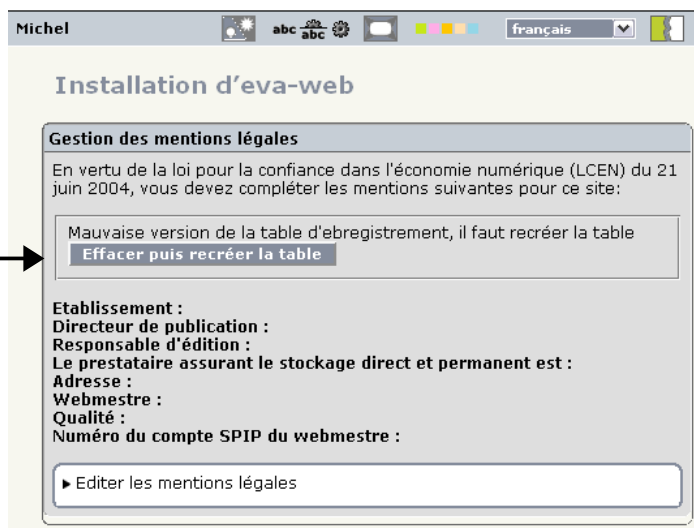 Michel
abc abc abc
français
Installation d'eva-web
Gestion des mentions légales
En vertu de la loi pour la confiance dans l'économie numérique (LCEN) du 21
juin 2004, vous devez compléter les mentions suivantes pour ce site:
Mauvaise version de la table d'ebregistrement, il faut recréer la table
Effacer puis recréer la table
Etablissement :
Directeur de publication :
Responsable d'édition :
Le prestataire assurant le stockage direct et permanent est :
Adresse :
Webmestre :
Qualité :
Numéro du compte SPIP du webmestre :
Editer les mentions légales